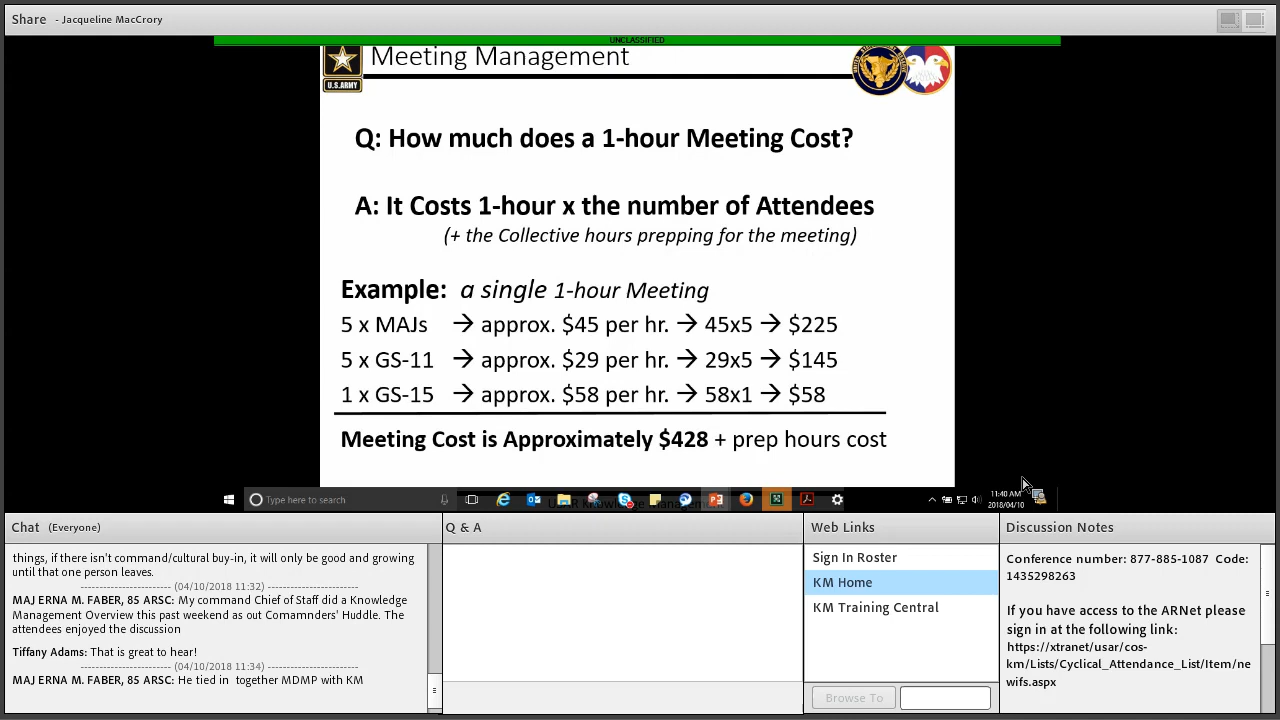 Share - Jacqueline MacCrory
UNCLASSIFIED
Meeting Management
U.S.ARMY
Q: How much does a 1-hour Meeting Cost?
A: It Costs 1-hour x the number of Attendees
(+ the Collective hours prepping for the meeting)
Example: a single 1-hour Meeting
5 x MAJs → approx. $45 per hr. → 45x5 → $225
5 x GS-11 → approx. $29 per hr. → 29x5 → $145
1 x GS-15 → approx. $58 per hr. → 58x1 → $58
Meeting Cost is Approximately $428 + prep hours cost
Type here to search
11:40 AM
2018/04/10
Chat (Everyone)
things, if there isn't command/cultural buy-in, it will only be good and growing
until that one person leaves.
------------------- (04/10/2018 11:32) -------------------
MAJ ERNA M. FABER, 85 ARSC: My command Chief of Staff did a Knowledge
Management Overview this past weekend as out Comamnders' Huddle. The
attendees enjoyed the discussion
Tiffany Adams: That is great to hear!
------------------- (04/10/2018 11:34) -------------------
MAJ ERNA M. FABER, 85 ARSC: He tied in together MDMP with KM
Q & A
Web Links
Sign In Roster
KM Home
KM Training Central
Browse To
Discussion Notes
Conference number: 877-885-1087 Code:
1435298263
If you have access to the ARNet please
sign in at the following link:
https://xtranet/usar/cos-
km/Lists/Cyclical_Attendance_List/Item/ne
wifs.aspx